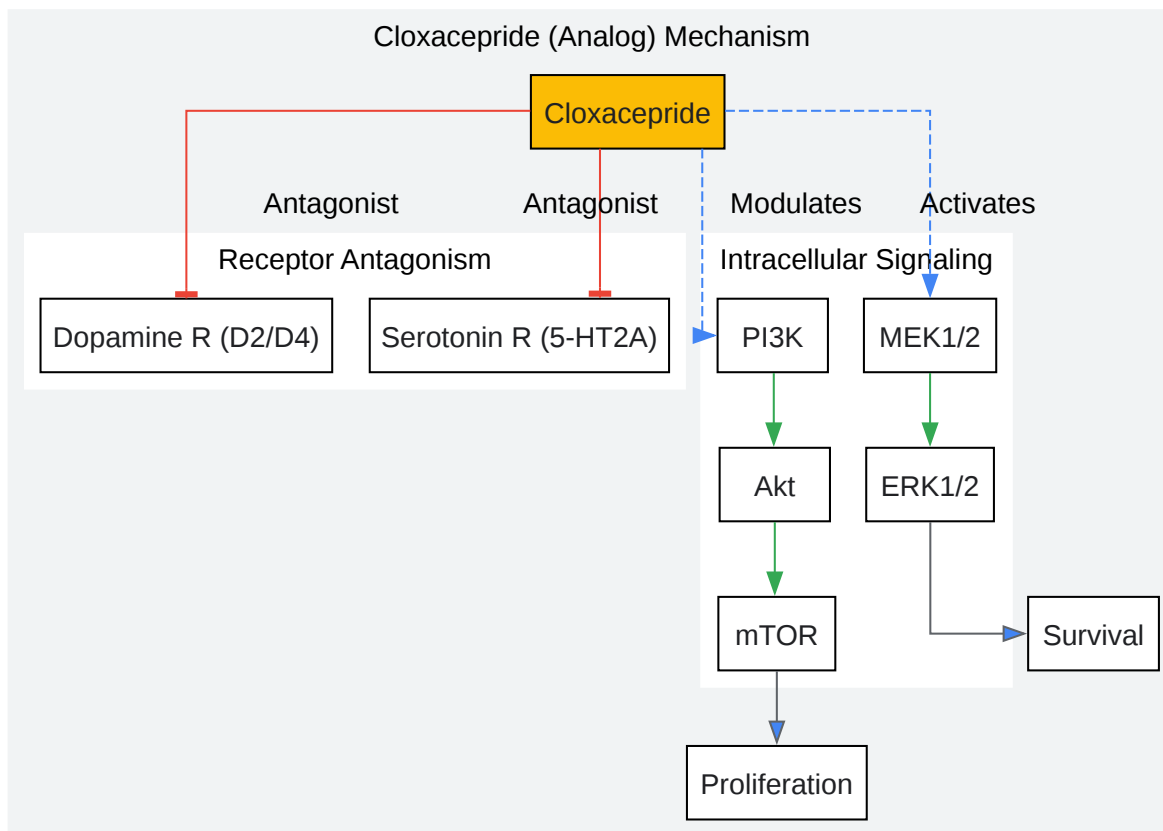 Cloxacepride (Analog) Mechanism
Cloxacepride
Antagonist
Antagonist
Modulates
Activates
Receptor Antagonism
Intracellular Signaling
Dopamine R (D2/D4)
Serotonin R (5-HT2A)
PI3K
MEK1/2
Akt
ERK1/2
mTOR
Survival
Proliferation